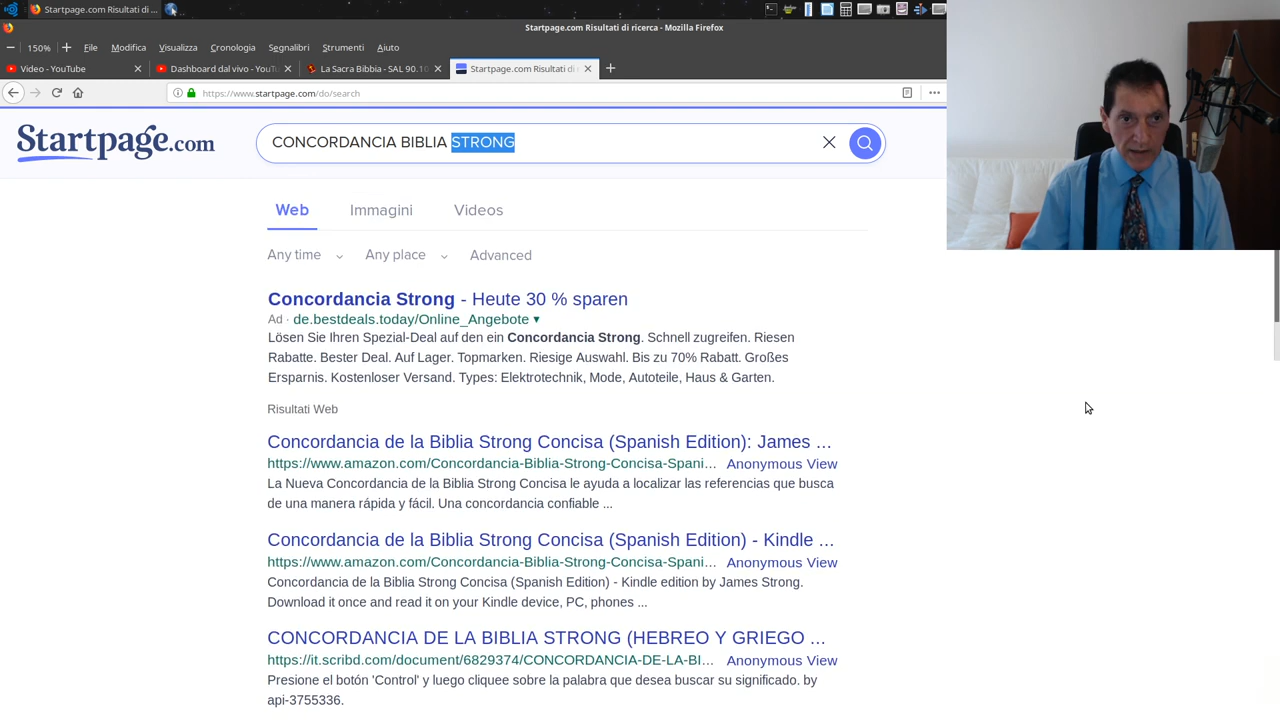 Startpage.com Risultati di ...
Startpage.com Risultati di ricerca - Mozilla Firefox
150% File Modifica Visualizza Cronologia Segnalibri Strumenti Aiuto
Video - YouTube
Dashboard dal vivo - YouTu
La Sacra Bibbia - SAL 90.10
Startpage.com Risultati di
https://www.startpage.com/do/search
Startpage.com
CONCORDANCIA BIBLIA STRONG
Web Immagini Videos
Any time Any place Advanced
Concordancia Strong - Heute 30 % sparen
Ad · de.bestdeals.today/Online_Angebote
Lösen Sie Ihren Spezial-Deal auf den ein Concordancia Strong. Schnell zugreifen. Riesen
Rabatte. Bester Deal. Auf Lager. Topmarken. Riesige Auswahl. Bis zu 70% Rabatt. Großes
Ersparnis. Kostenloser Versand. Types: Elektrotechnik, Mode, Autoteile, Haus & Garten.
Risultati Web
Concordancia de la Biblia Strong Concisa (Spanish Edition): James ...
https://www.amazon.com/Concordancia-Biblia-Strong-Concisa-Spani... Anonymous View
La Nueva Concordancia de la Biblia Strong Concisa le ayuda a localizar las referencias que busca
de una manera rápida y fácil. Una concordancia confiable ...
Concordancia de la Biblia Strong Concisa (Spanish Edition) - Kindle ...
https://www.amazon.com/Concordancia-Biblia-Strong-Concisa-Spani... Anonymous View
Concordancia de la Biblia Strong Concisa (Spanish Edition) - Kindle edition by James Strong.
Download it once and read it on your Kindle device, PC, phones ...
CONCORDANCIA DE LA BIBLIA STRONG (HEBREO Y GRIEGO ...
https://it.scribd.com/document/6829374/CONCORDANCIA-DE-LA-BI... Anonymous View
Presione el botón 'Control' y luego cliquee sobre la palabra que desea buscar su significado. by
api-3755336.